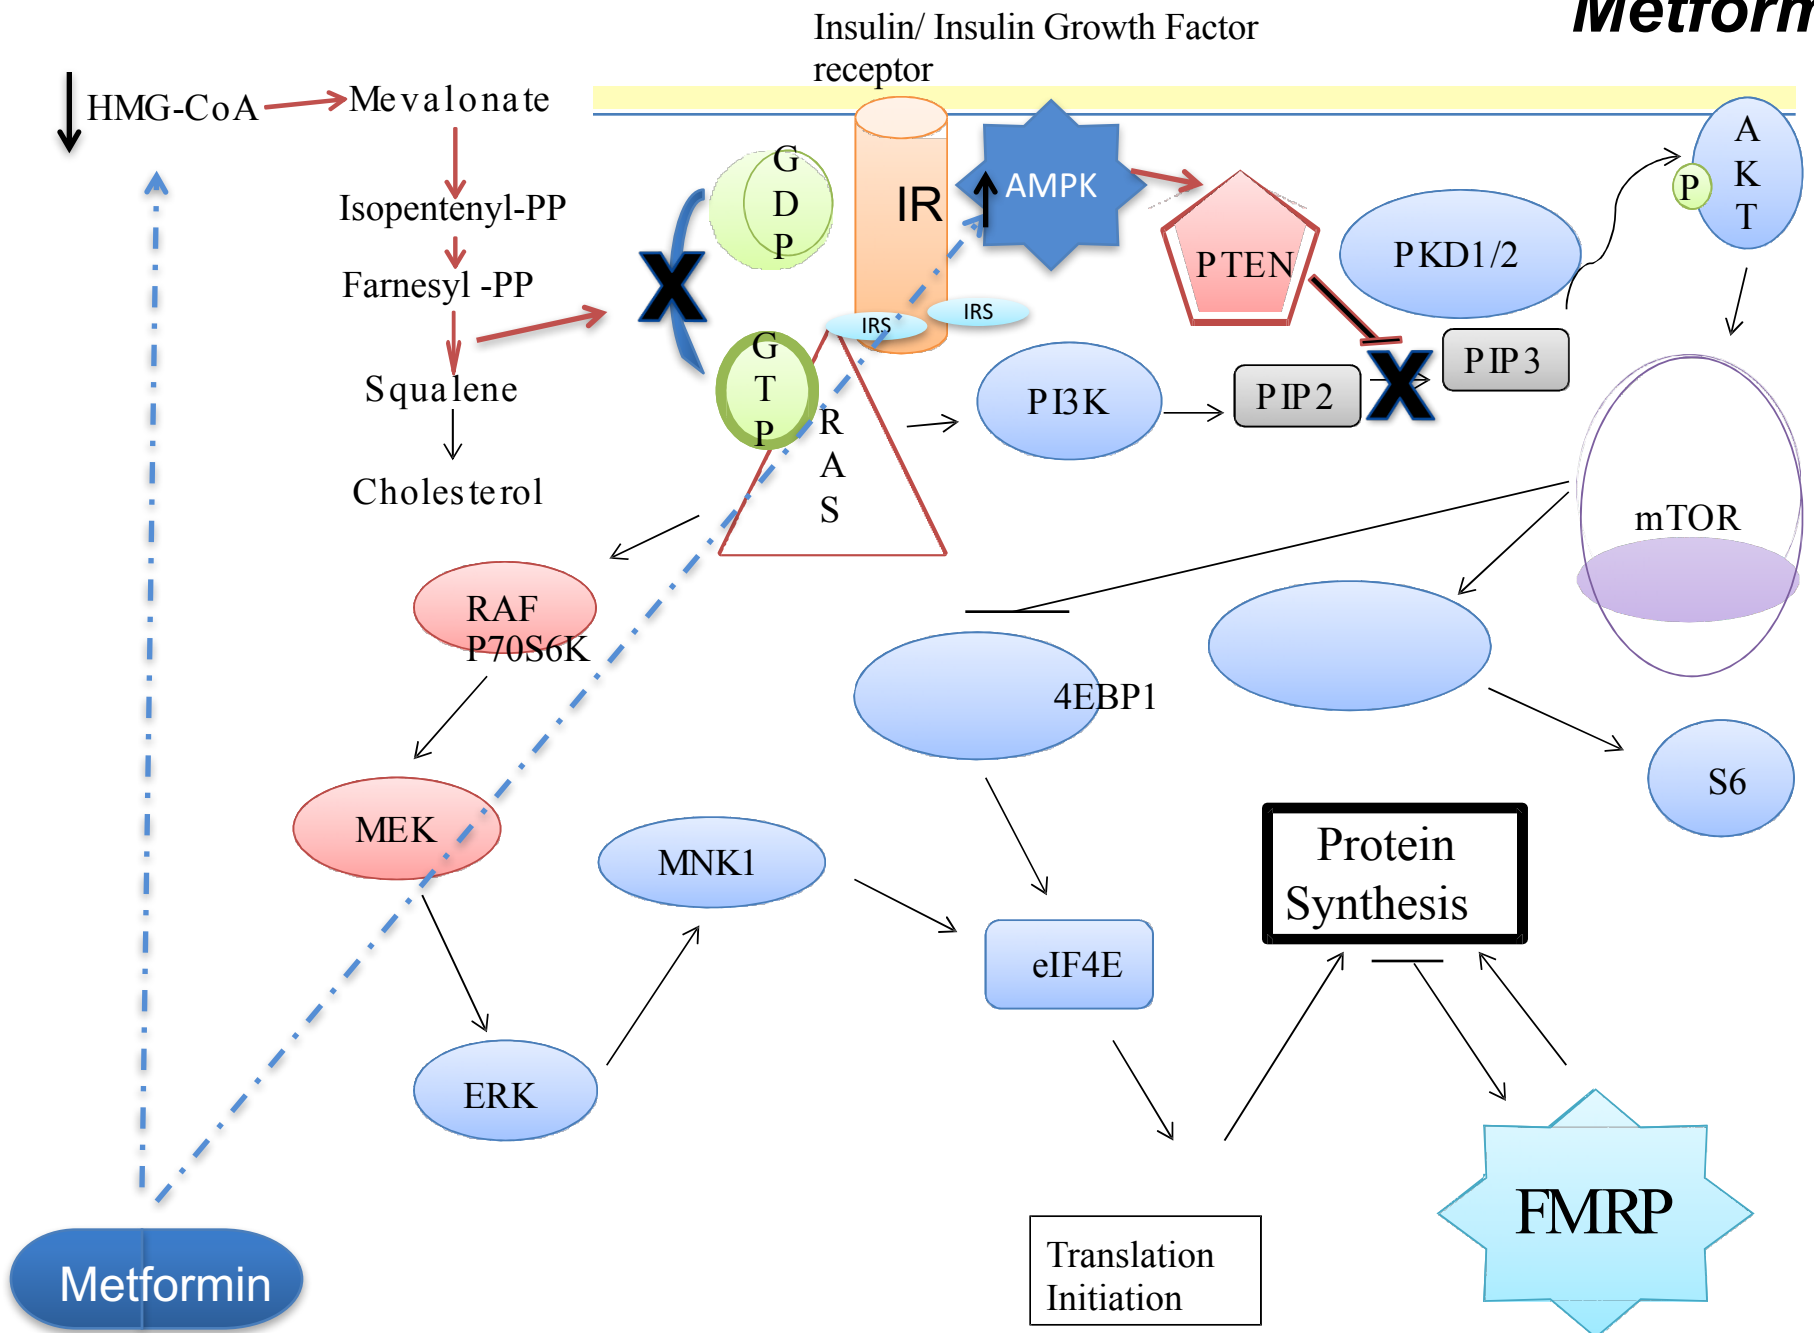 Metform
Insulin/ Insulin Growth Factor
receptor
HMG-CoA
Mevalonate
Isopentenyl-PP
Farnesyl -PP
Squalene
Cholesterol
G
D
P
G
T
P
R
A
S
IR
IRS
IRS
AMPK
PTEN
PKD1/2
A
K
T
P
PI3K
PIP2
PIP3
mTOR
RAF
P70S6K
4EBP1
S6
MEK
MNK1
Protein
Synthesis
eIF4E
ERK
FMRP
Translation
Initiation
Metformin